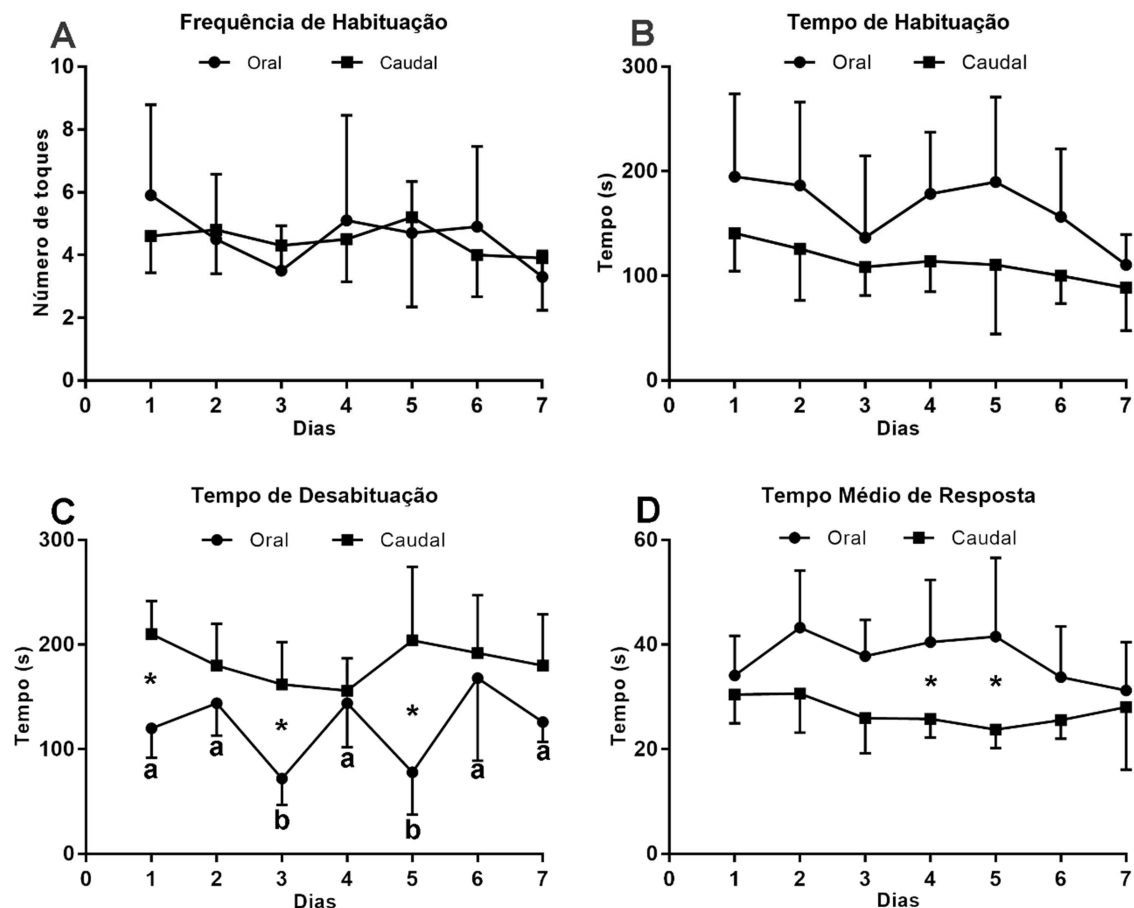 A
Frequência de Habituação
Oral Caudal
Número de toques
10
8
6
4
2
0
0 1 2 3 4 5 6 7
Dias
B
Tempo de Habituação
Oral Caudal
Tempo (s)
300
200
100
0
0 1 2 3 4 5 6 7
Dias
C
Tempo de Desabituação
Oral Caudal
Tempo (s)
300
200
100
0
* * *
a a b a b a a
0 1 2 3 4 5 6 7
Dias
D
Tempo Médio de Resposta
Oral Caudal
Tempo (s)
60
40
20
0
* *
0 1 2 3 4 5 6 7
Dias